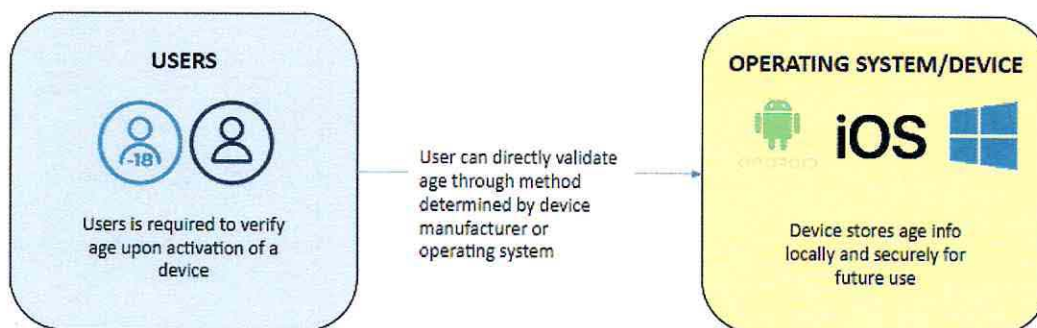 USERS
-18
Users is required to verify
age upon activation of a
device
User can directly validate
age through method
determined by device
manufacturer or
operating system
OPERATING SYSTEM/DEVICE
iOS
Device stores age info
locally and securely for
future use